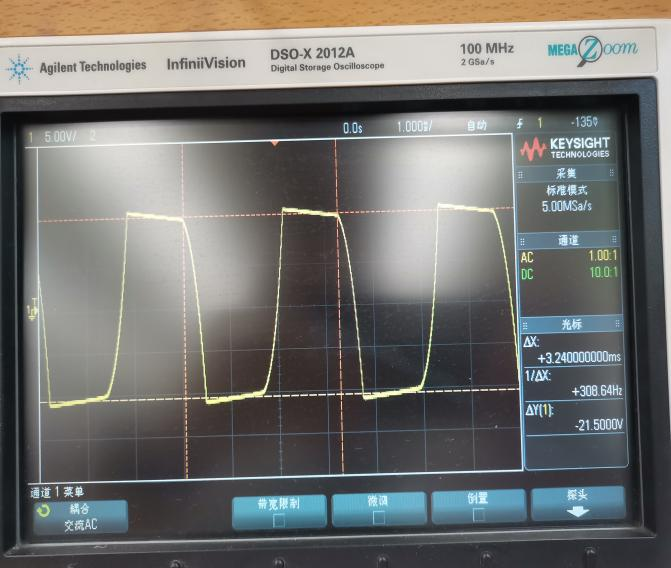 Agilent Technologies InfiniiVision DSO-X 2012A 100 MHz MEGA Zoom
Digital Storage Oscilloscope 2 GSa/s
1 5.00V/ 2 0.0s 1.000ms/ 自动 1 -135V
KEYSIGHT
TECHNOLOGIES
采集
标准模式
5.00MSa/s
通道
AC 1.00:1
DC 10.0:1
光标
ΔX:
+3.240000000ms
1/ΔX:
+308.64Hz
ΔY(1):
-21.5000V
通道 1 菜单
耦合
交流AC
带宽限制
微调
倒置
探头